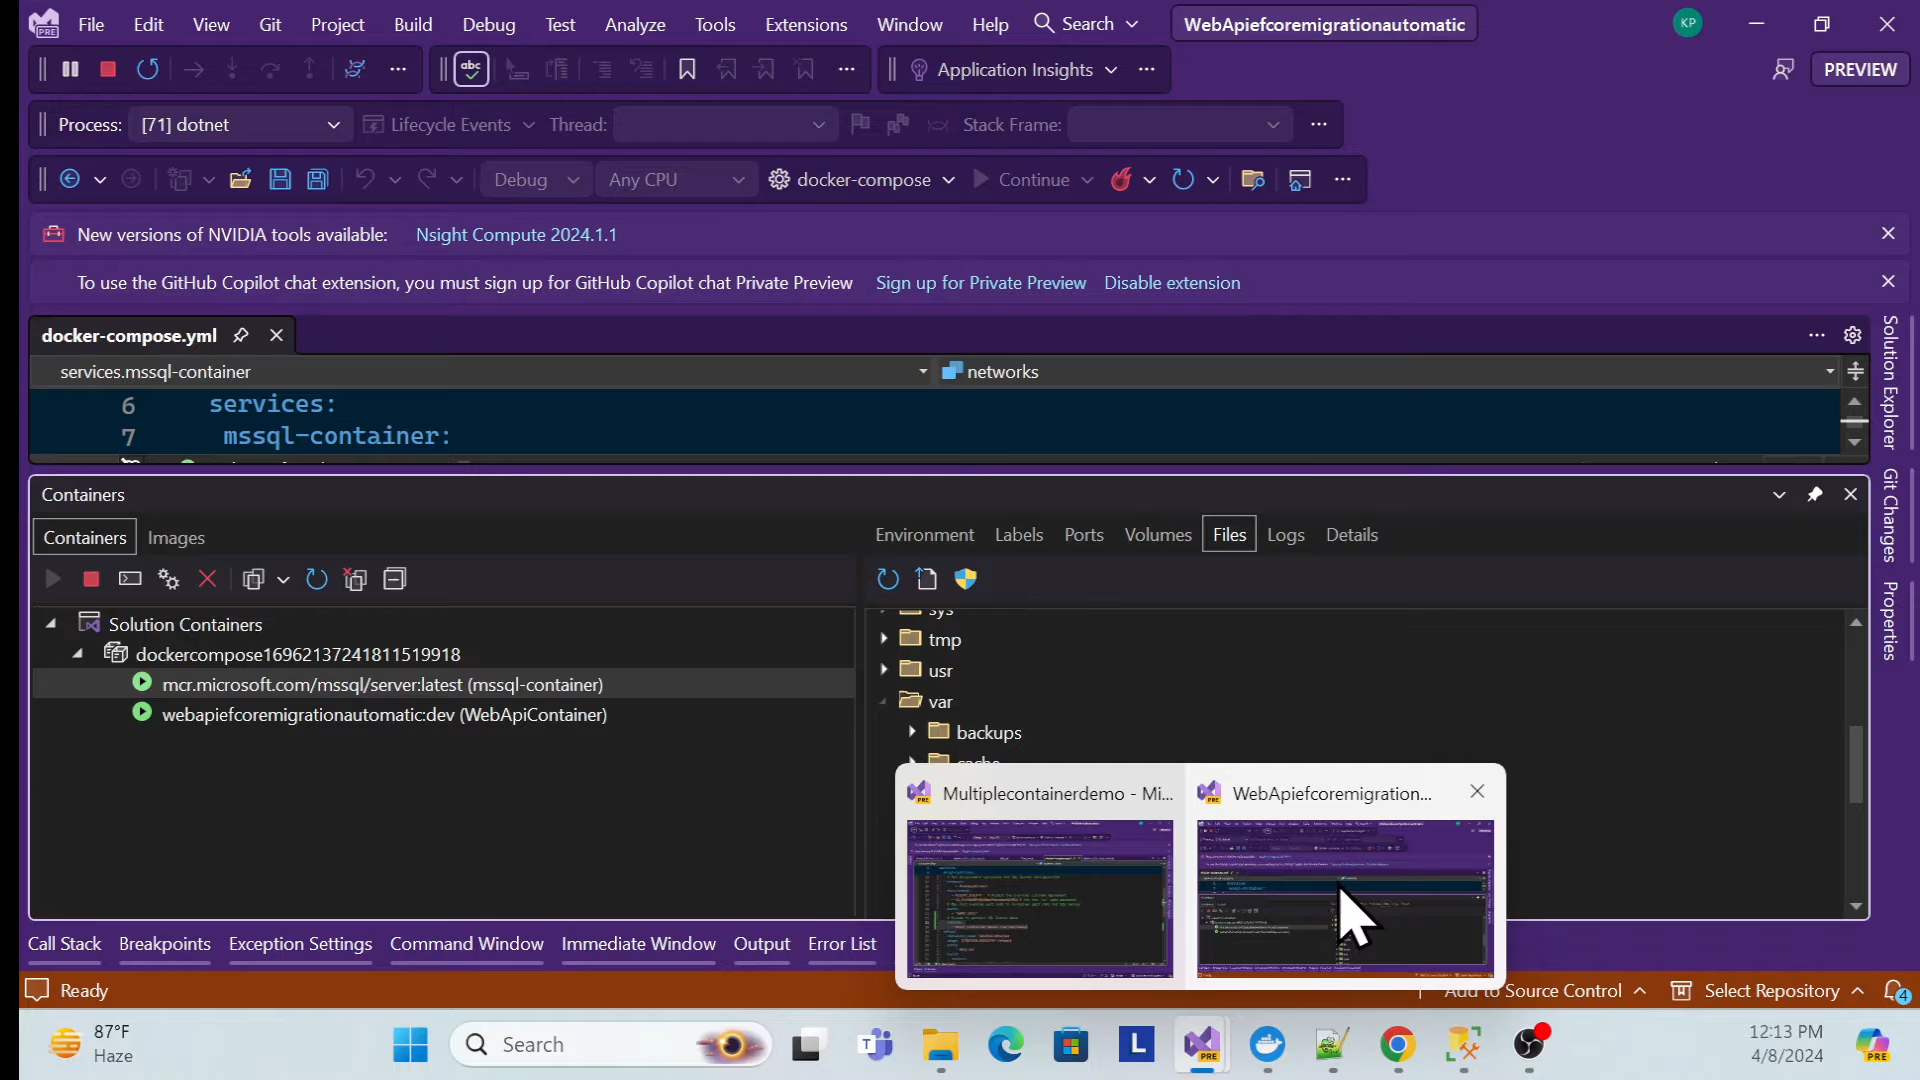 File Edit View Git Project Build Debug Test Analyze Tools Extensions Window Help Search WebApiefcoremigrationautomatic KP
PRE
abc Application Insights PREVIEW
Process: [71] dotnet Lifecycle Events Thread: Stack Frame:
Debug Any CPU docker-compose Continue
New versions of NVIDIA tools available: Nsight Compute 2024.1.1
To use the GitHub Copilot chat extension, you must sign up for GitHub Copilot chat Private Preview Sign up for Private Preview Disable extension
docker-compose.yml
services.mssql-container networks
6 services:
7 mssql-container:
Solution Explorer
Git Changes
Properties
Containers
Containers Images
Environment Labels Ports Volumes Files Logs Details
Solution Containers
dockercompose16962137241811519918
mcr.microsoft.com/mssql/server:latest (mssql-container)
webapiefcoremigrationautomatic:dev (WebApiContainer)
sys
tmp
usr
var
backups
cache
Multiplecontainerdemo - Mi...
WebApiefcoremigration...
Call Stack Breakpoints Exception Settings Command Window Immediate Window Output Error List
Ready Add to Source Control Select Repository 4
87°F
Haze
Search
L
PRE
12:13 PM
4/8/2024
PRE